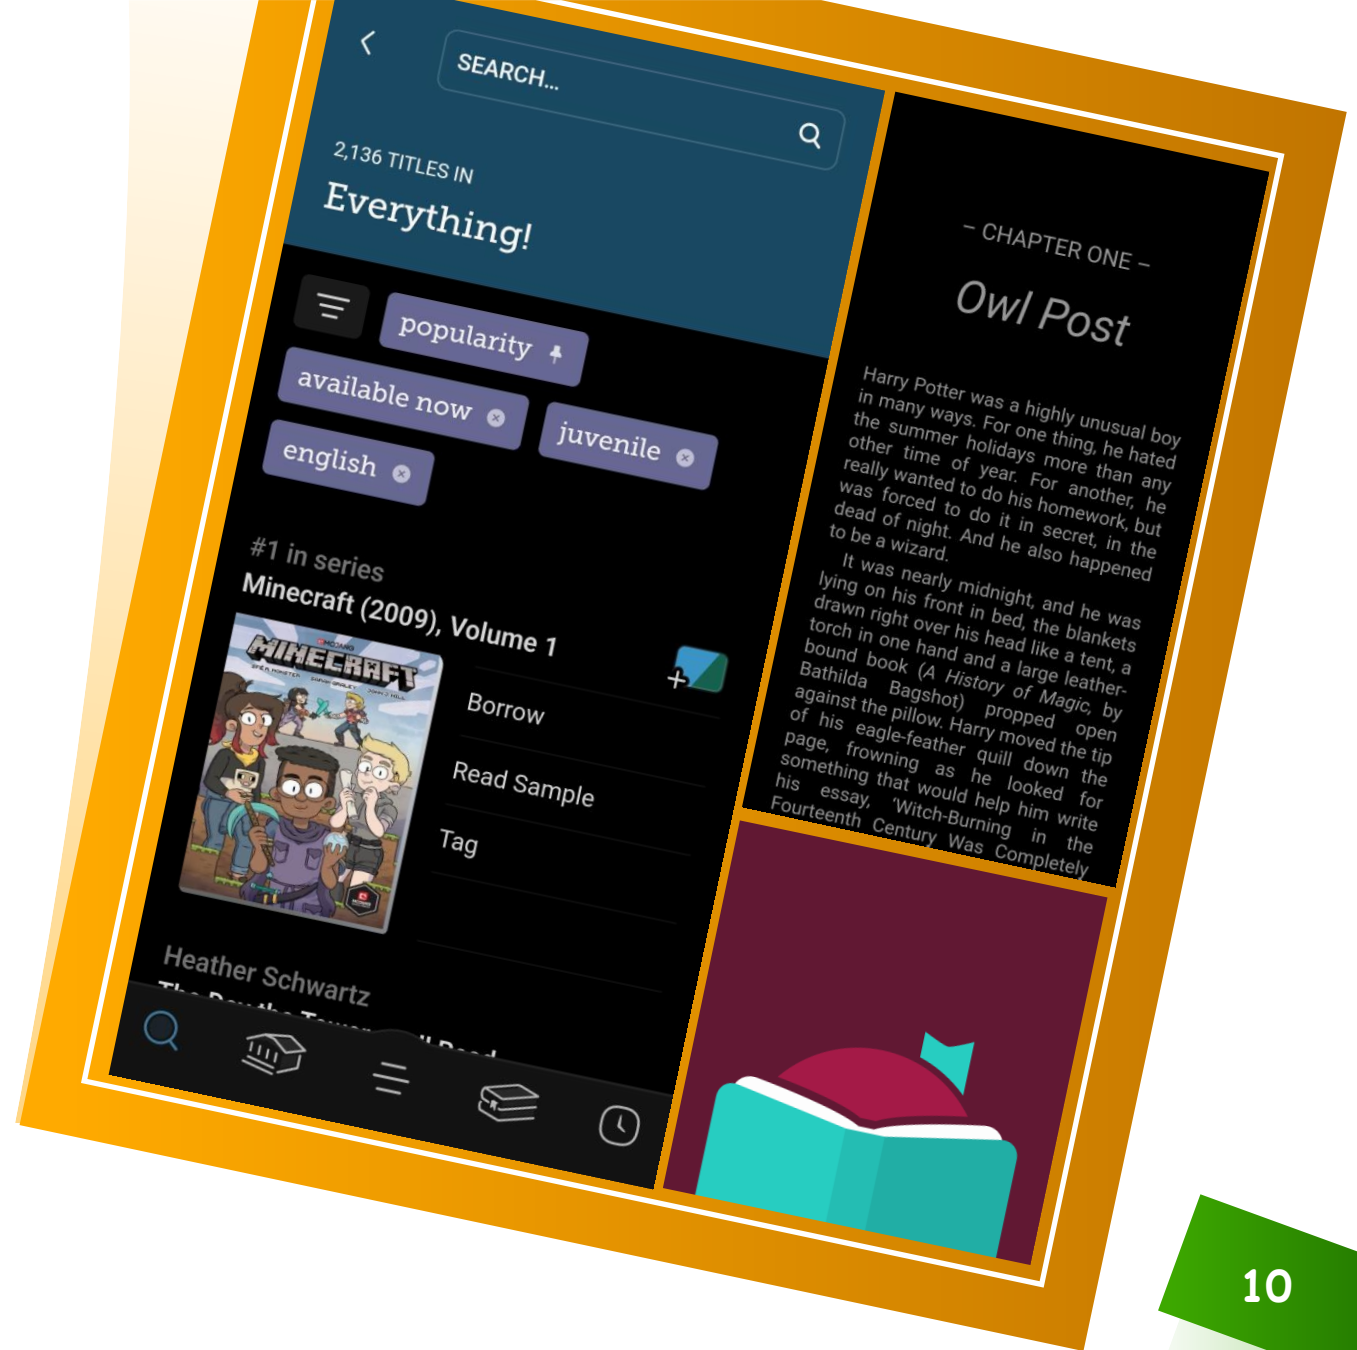 SEARCH...
2,136 TITLES IN
Everything!
popularity
available now
juvenile
english
#1 in series
Minecraft (2009), Volume 1
MOJANG
MINECRAFT
SFÉ R. MONSTER SARAH GRALEY JOHN J. HILL
Borrow
Read Sample
Tag
Heather Schwartz
– CHAPTER ONE –
Owl Post
Harry Potter was a highly unusual boy
in many ways. For one thing, he hated
the summer holidays more than any
other time of year. For another, he
really wanted to do his homework, but
was forced to do it in secret, in the
dead of night. And he also happened
to be a wizard.
It was nearly midnight, and he was
lying on his front in bed, the blankets
drawn right over his head like a tent, a
torch in one hand and a large leather-
bound book (A History of Magic, by
Bathilda Bagshot) propped open
against the pillow. Harry moved the tip
of his eagle-feather quill down the
page, frowning as he looked for
something that would help him write
his essay, ‘Witch-Burning in the
Fourteenth Century Was Completely
10